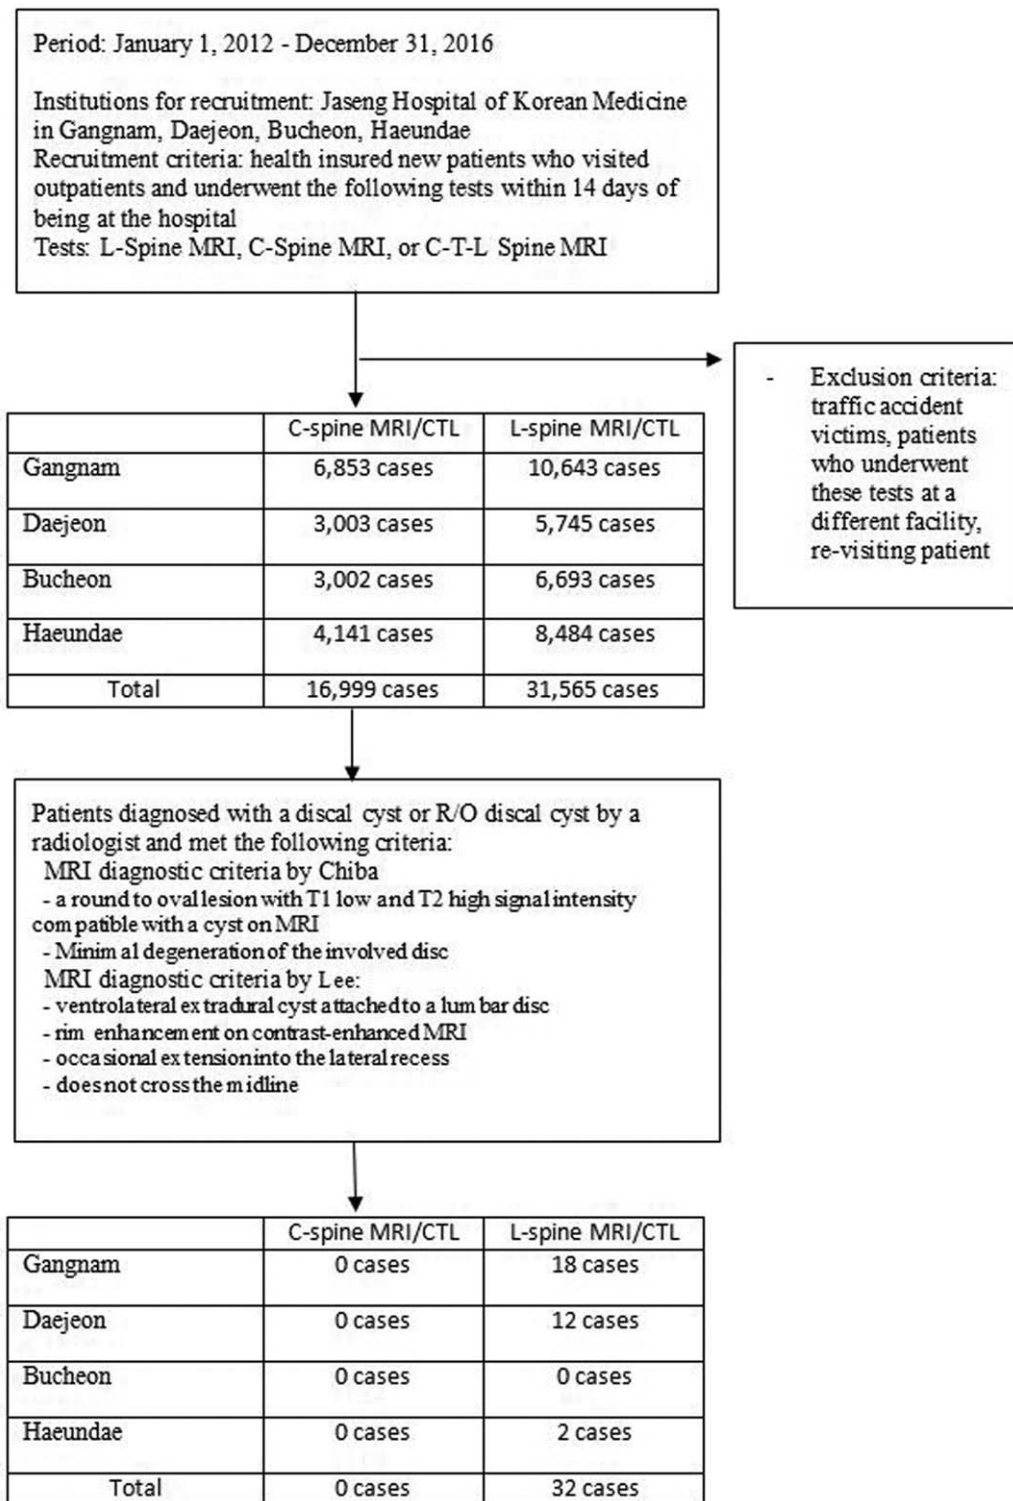 Period: January 1, 2012 - December 31, 2016
Institutions for recruitment: Jaseng Hospital of Korean Medicine
in Gangnam, Daejeon, Bucheon, Haeundae
Recruitment criteria: health insured new patients who visited
outpatients and underwent the following tests within 14 days of
being at the hospital
Tests: L-Spine MRI, C-Spine MRI, or C-T-L Spine MRI
- Exclusion criteria:
traffic accident
victims, patients
who underwent
these tests at a
different facility,
re-visiting patient
C-spine MRI/CTL L-spine MRI/CTL
Gangnam 6,853 cases 10,643 cases
Daejeon 3,003 cases 5,745 cases
Bucheon 3,002 cases 6,693 cases
Haeundae 4,141 cases 8,484 cases
Total 16,999 cases 31,565 cases
Patients diagnosed with a discal cyst or R/O discal cyst by a
radiologist and met the following criteria:
MRI diagnostic criteria by Chiba
- a round to oval lesion with T1 low and T2 high signal intensity
compatible with a cyst on MRI
- Minimal degeneration of the involved disc
MRI diagnostic criteria by Lee:
- ventrolateral extradural cyst attached to a lumbar disc
- rim enhancement on contrast-enhanced MRI
- occasional extension into the lateral recess
- does not cross the midline
C-spine MRI/CTL L-spine MRI/CTL
Gangnam 0 cases 18 cases
Daejeon 0 cases 12 cases
Bucheon 0 cases 0 cases
Haeundae 0 cases 2 cases
Total 0 cases 32 cases